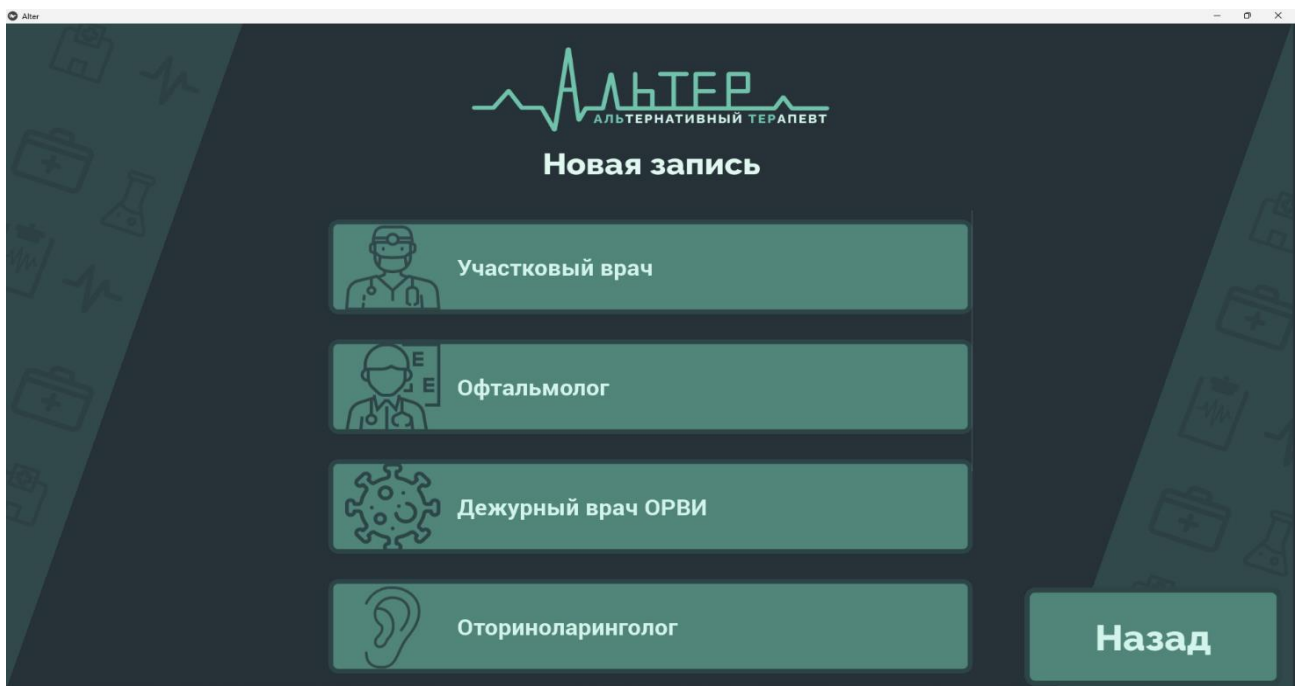 Alter
АльТЕР
АЛЬТЕРНАТИВНЫЙ ТЕРАПЕВТ
Новая запись
Участковый врач
E
E
Офтальмолог
Дежурный врач ОРВИ
Оториноларинголог
Назад